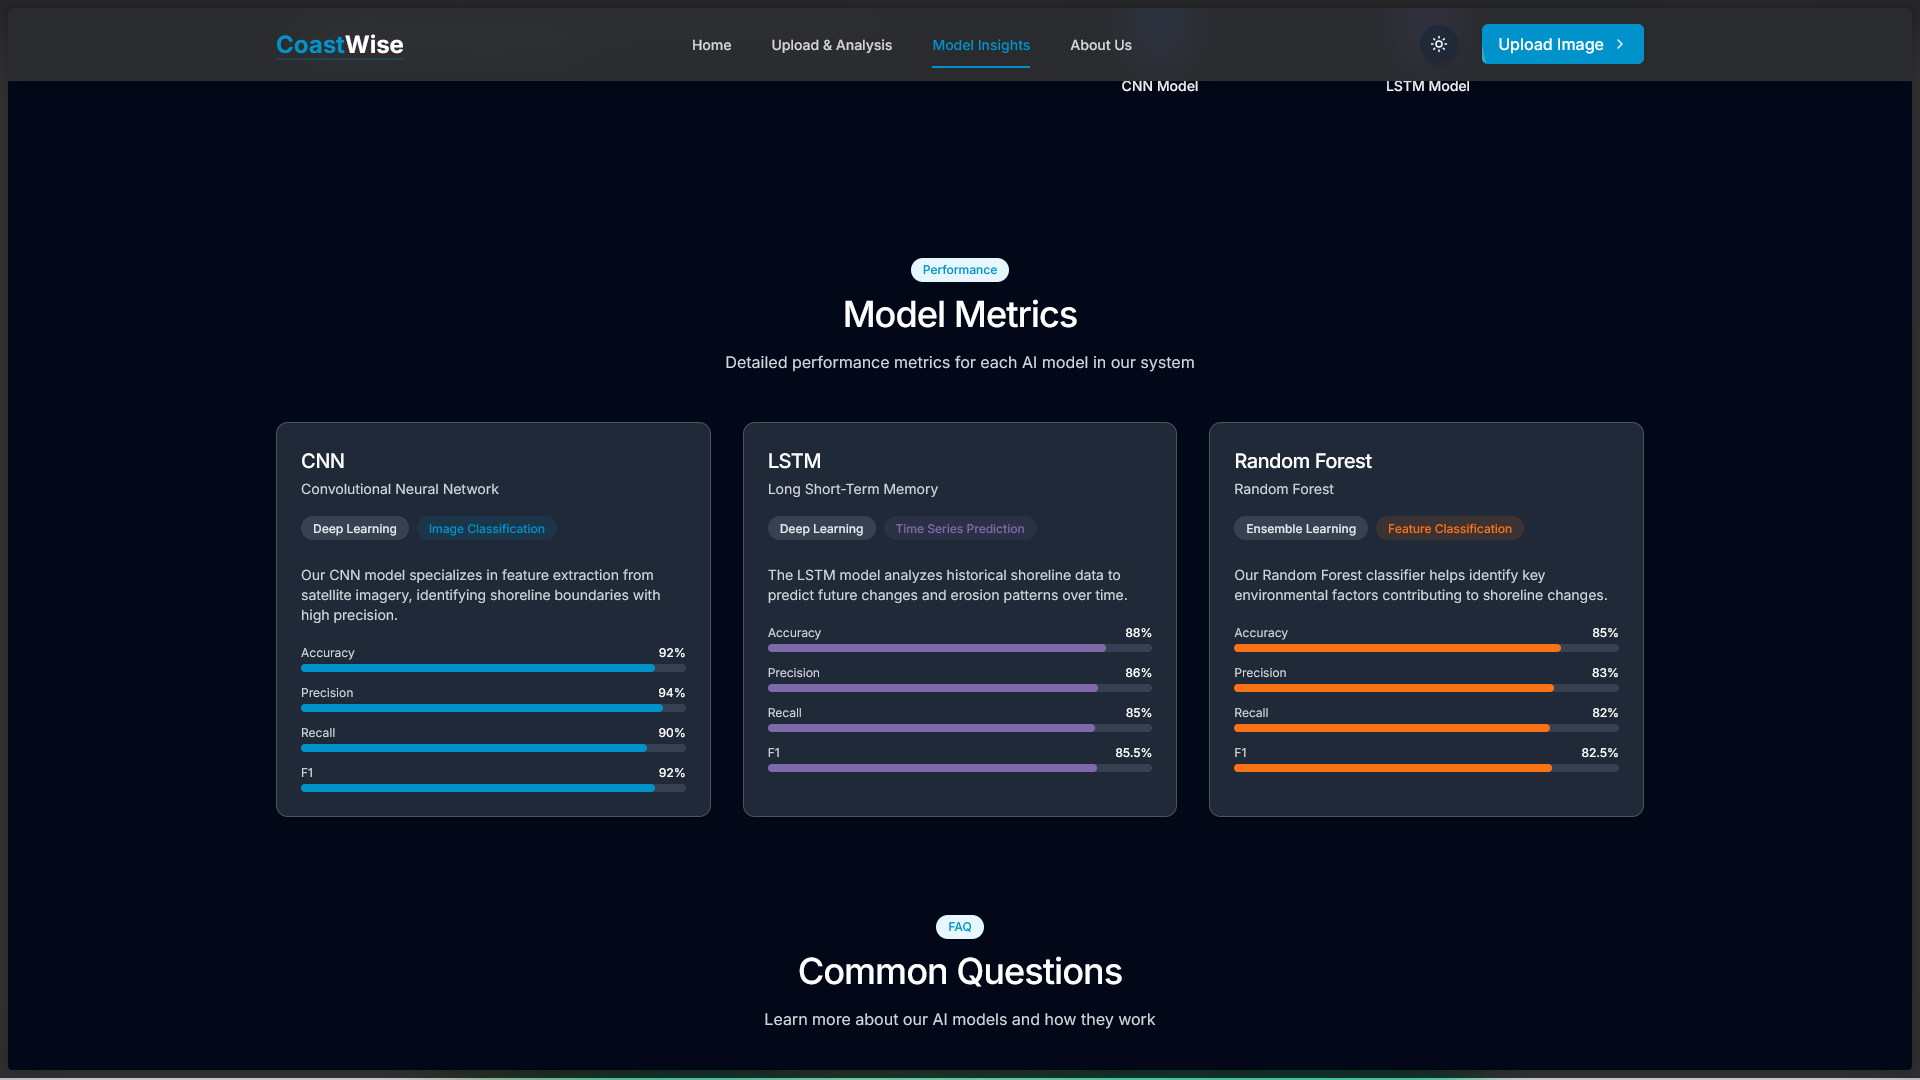 CoastWise
Home
Upload & Analysis
Model Insights
About Us
Upload Image
CNN Model
LSTM Model
Performance
Model Metrics
Detailed performance metrics for each AI model in our system
CNN
Convolutional Neural Network
Deep Learning
Image Classification
Our CNN model specializes in feature extraction from
satellite imagery, identifying shoreline boundaries with
high precision.
Accuracy 92%
Precision 94%
Recall 90%
F1 92%
LSTM
Long Short-Term Memory
Deep Learning
Time Series Prediction
The LSTM model analyzes historical shoreline data to
predict future changes and erosion patterns over time.
Accuracy 88%
Precision 86%
Recall 85%
F1 85.5%
Random Forest
Random Forest
Ensemble Learning
Feature Classification
Our Random Forest classifier helps identify key
environmental factors contributing to shoreline changes.
Accuracy 85%
Precision 83%
Recall 82%
F1 82.5%
FAQ
Common Questions
Learn more about our AI models and how they work